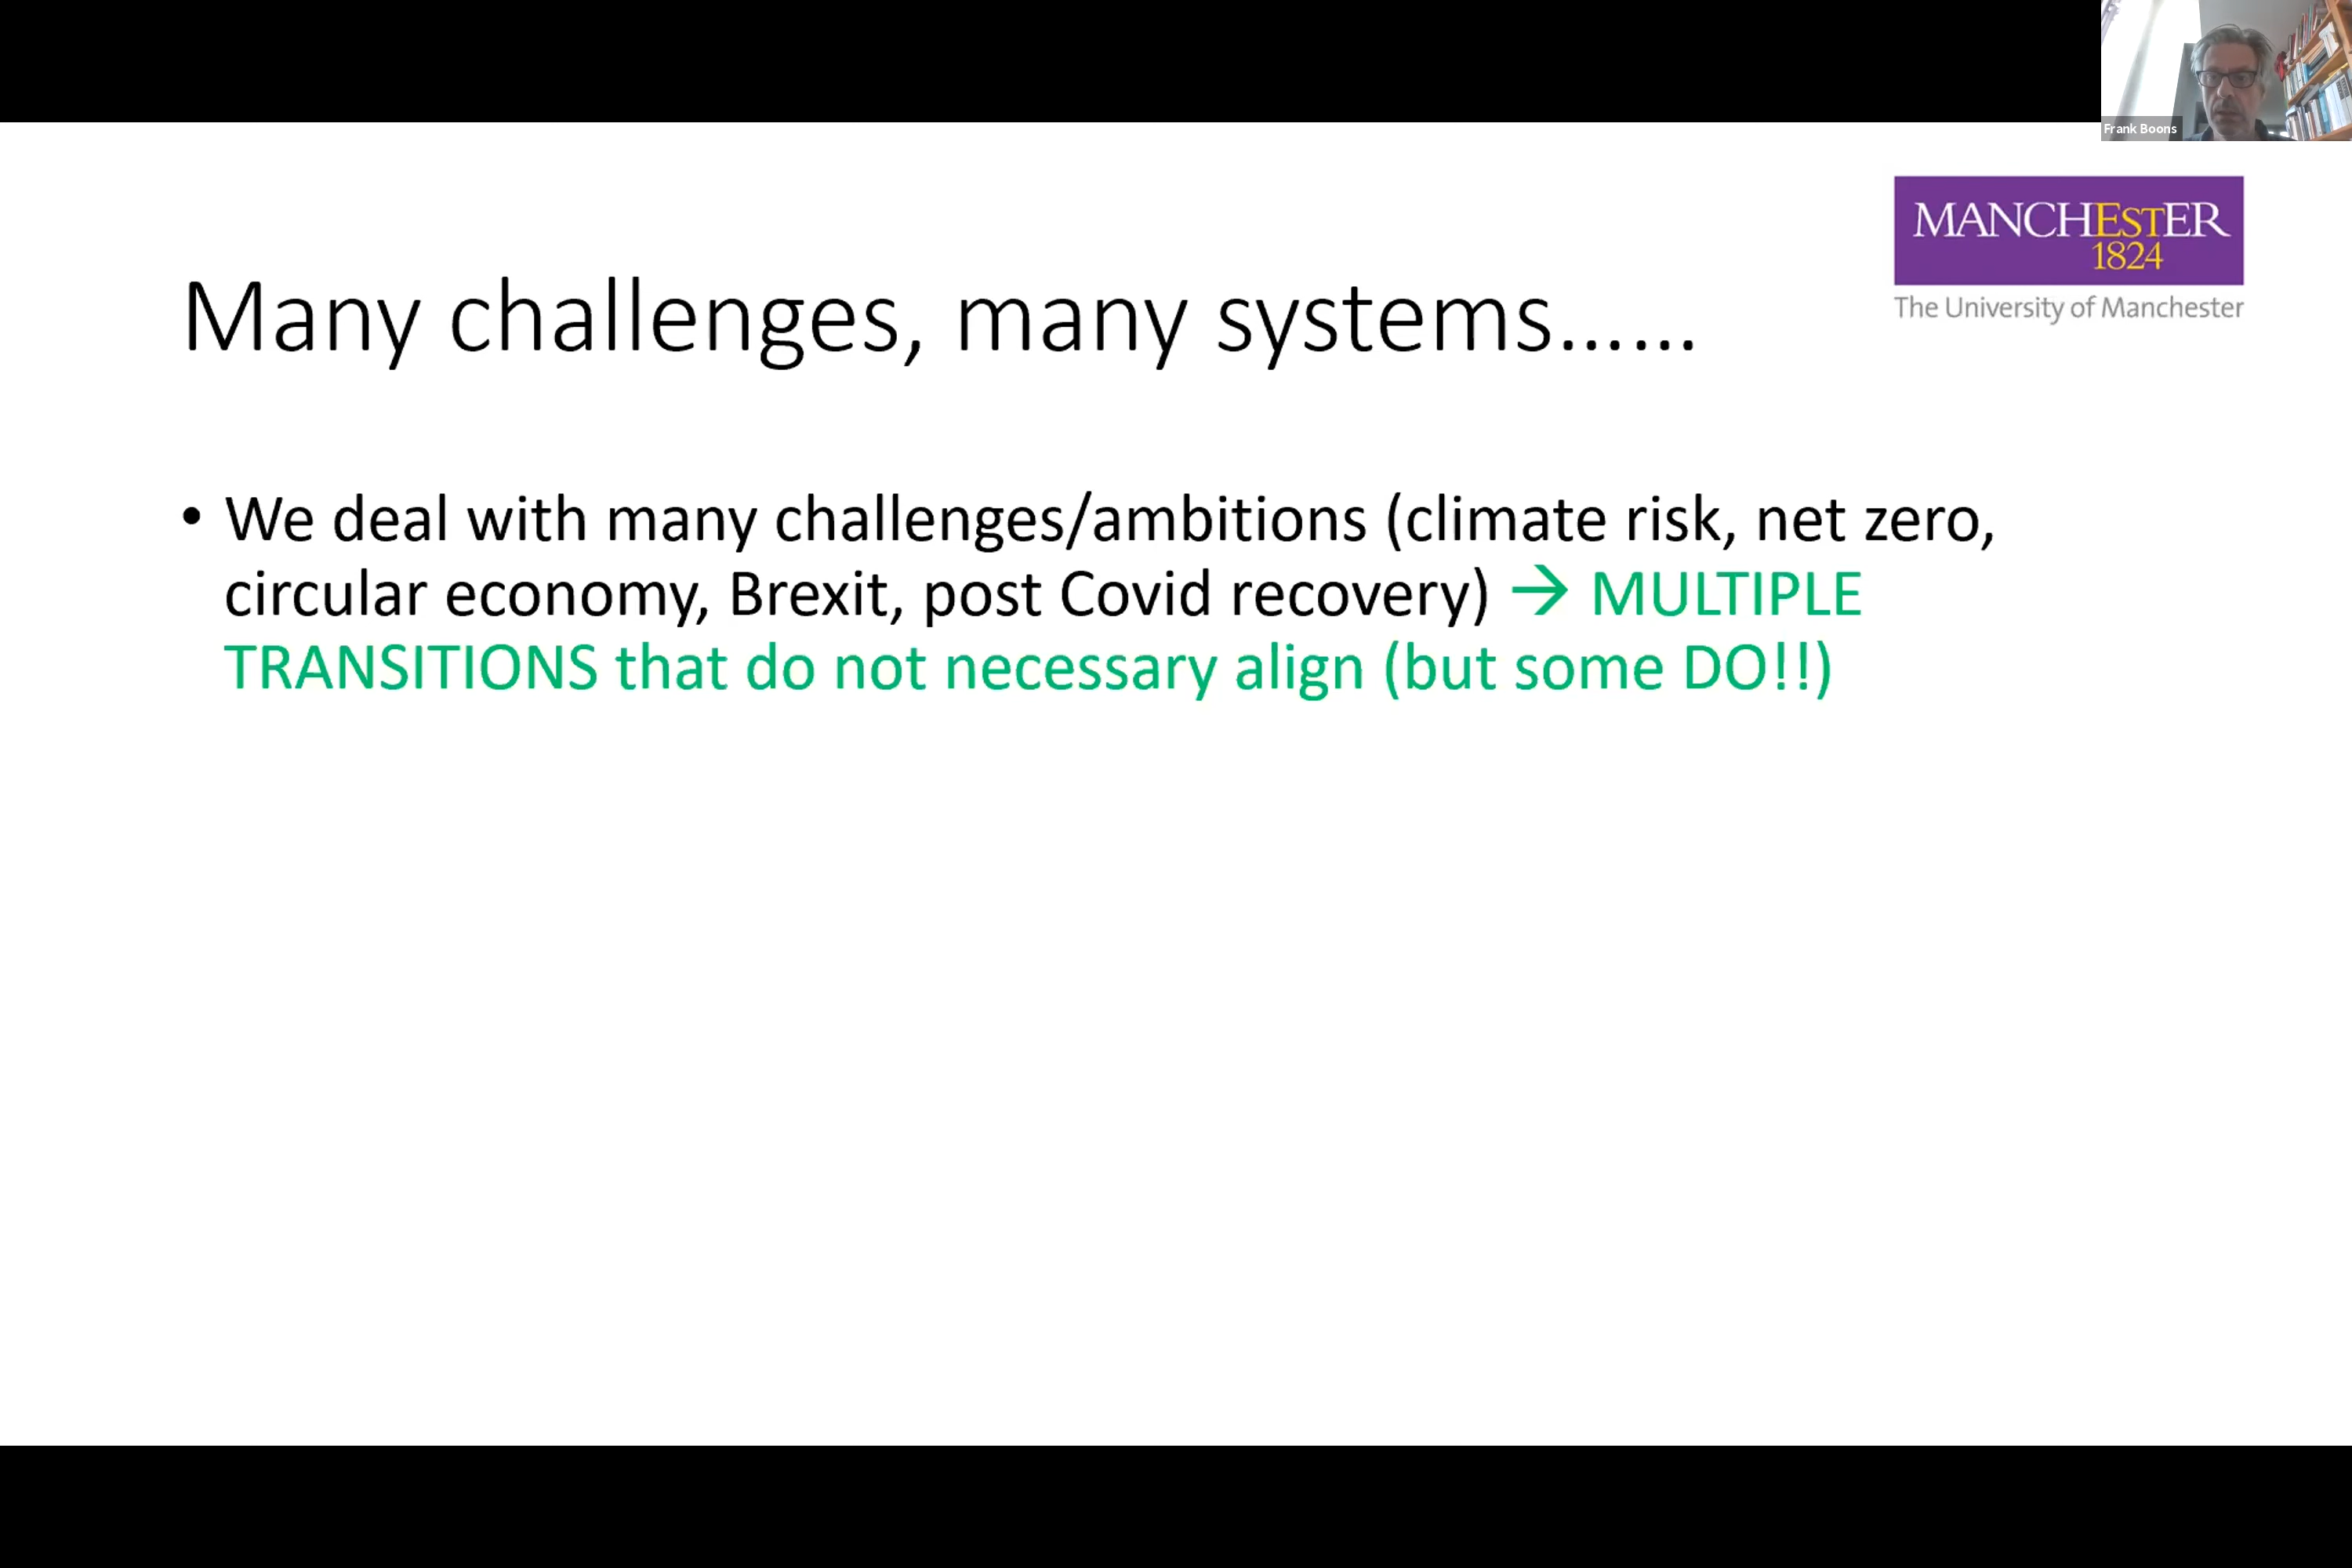 Frank Boons
MANCHEsTER
1824
The University of Manchester
Many challenges, many systems......
• We deal with many challenges/ambitions (climate risk, net zero,
circular economy, Brexit, post Covid recovery) → MULTIPLE
TRANSITIONS that do not necessary align (but some DO!!)